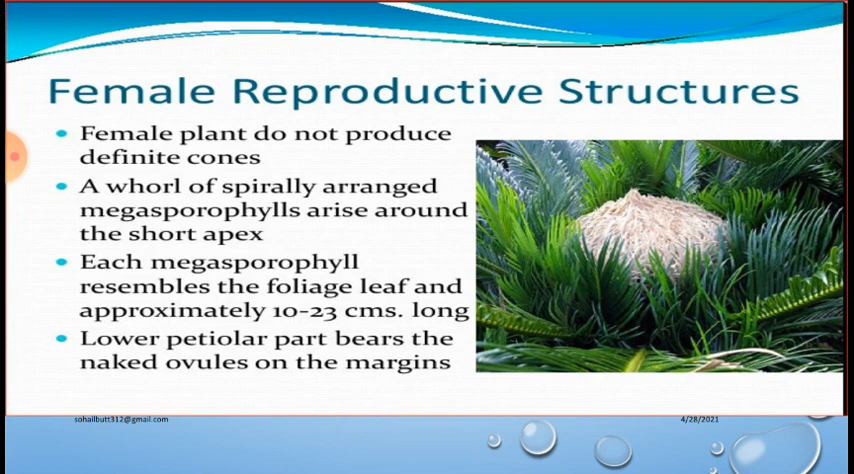 Female Reproductive Structures
• Female plant do not produce
definite cones
• A whorl of spirally arranged
megasporophylls arise around
the short apex
• Each megasporophyll
resembles the foliage leaf and
approximately 10-23 cms. long
• Lower petiolar part bears the
naked ovules on the margins
sohailbutt312@gmail.com
4/28/2021